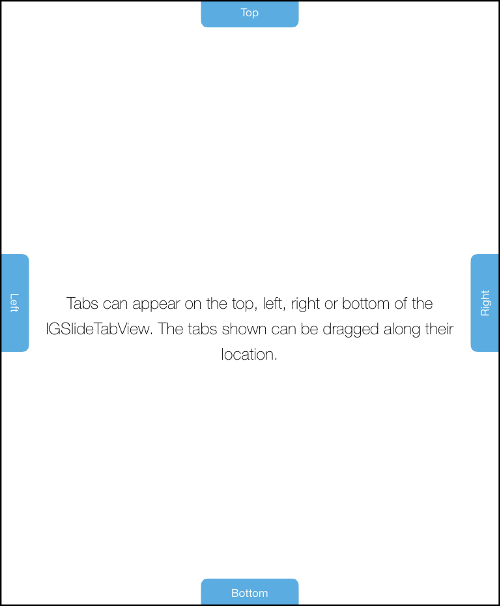 Top
Left
Right
Tabs can appear on the top, left, right or bottom of the
IGSlideTabView. The tabs shown can be dragged along their
location.
Bottom